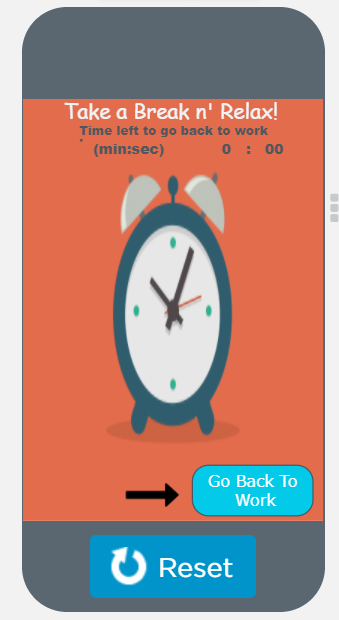 Take a Break n' Relax!
Time left to go back to work
(min:sec) 0 : 00
Go Back To
Work
Reset